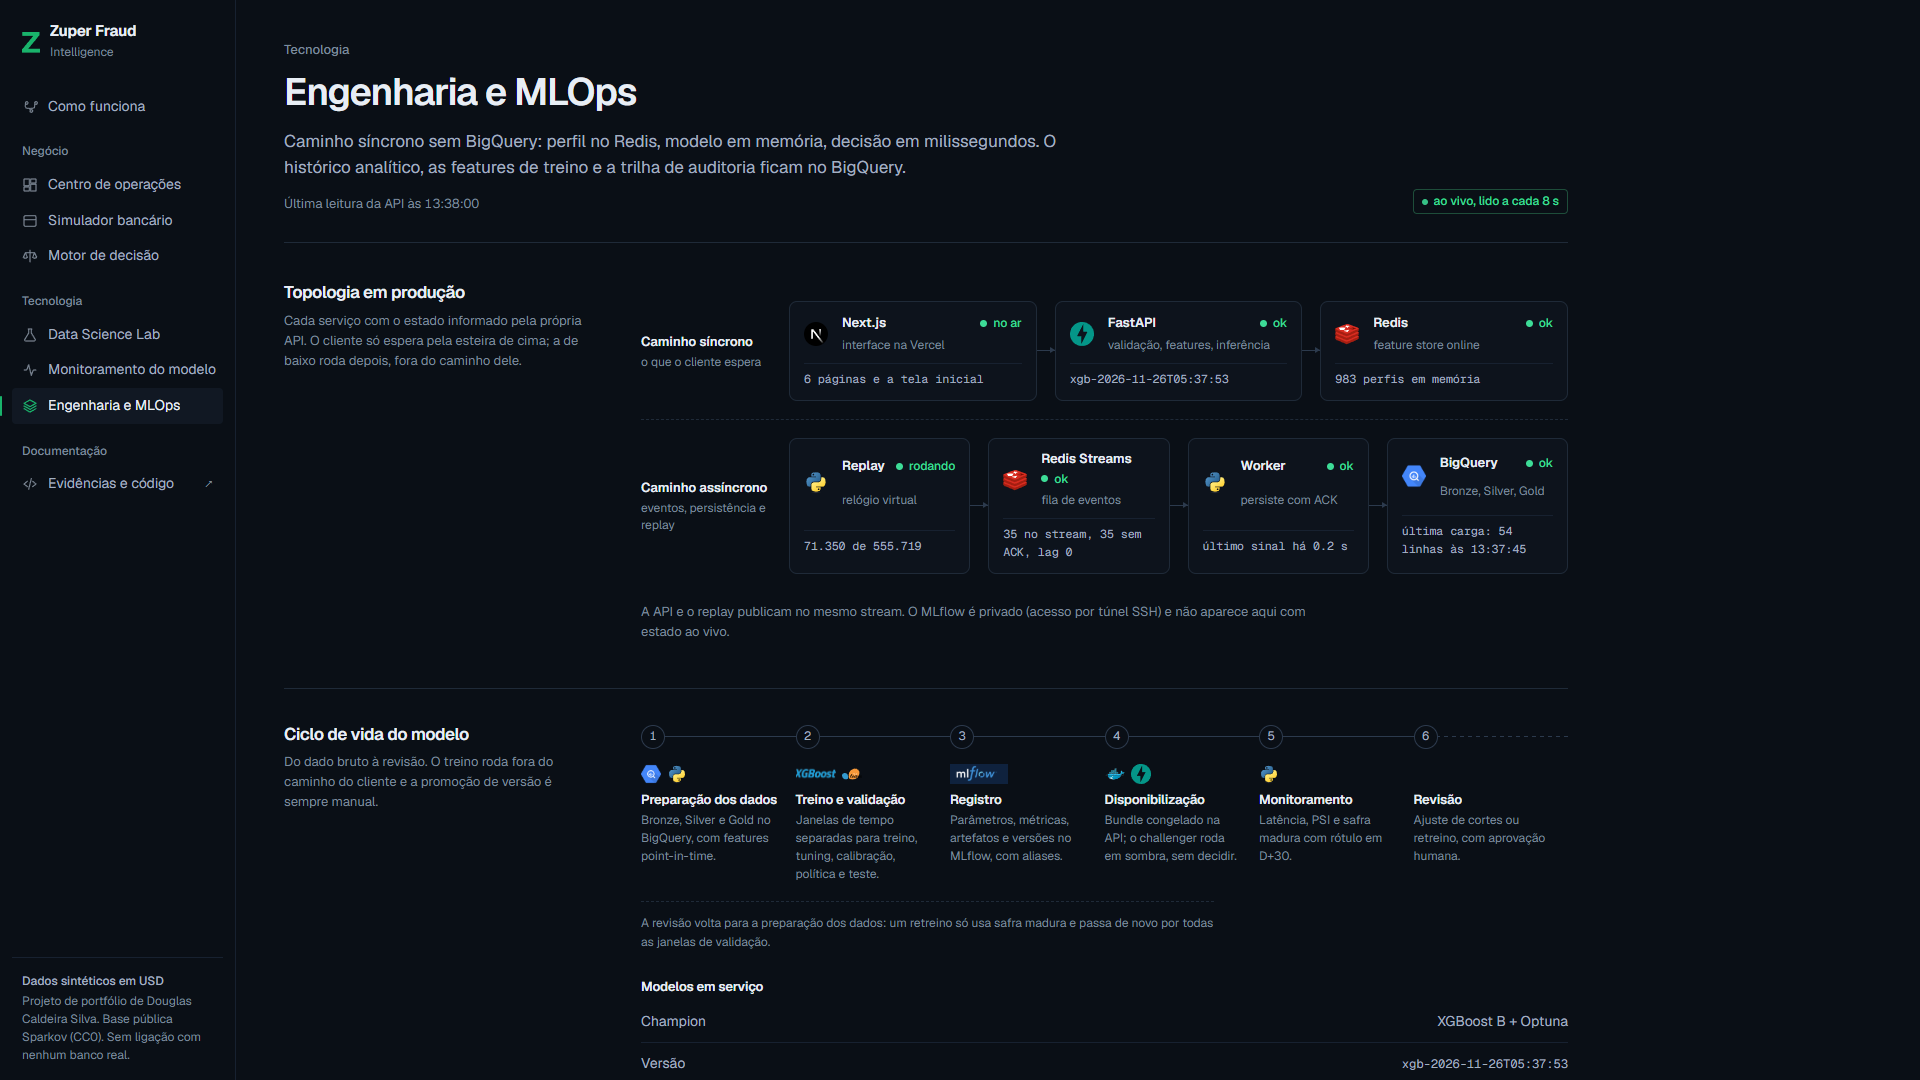 Zuper Fraud
Intelligence
Como funciona
Negócio
Centro de operações
Simulador bancário
Motor de decisão
Tecnologia
Data Science Lab
Monitoramento do modelo
Engenharia e MLOps
Documentação
Evidências e código ↗
Dados sintéticos em USD
Projeto de portfólio de Douglas
Caldeira Silva. Base pública
Sparkov (CC0). Sem ligação com
nenhum banco real.
Tecnologia
Engenharia e MLOps
Caminho síncrono sem BigQuery: perfil no Redis, modelo em memória, decisão em milissegundos. O
histórico analítico, as features de treino e a trilha de auditoria ficam no BigQuery.
Última leitura da API às 13:38:00
ao vivo, lido a cada 8 s
Topologia em produção
Cada serviço com o estado informado pela própria
API. O cliente só espera pela esteira de cima; a de
baixo roda depois, fora do caminho dele.
Caminho síncrono
o que o cliente espera
Next.js
no ar
interface na Vercel
6 páginas e a tela inicial
FastAPI
ok
validação, features, inferência
xgb-2026-11-26T05:37:53
Redis
ok
feature store online
983 perfis em memória
Caminho assíncrono
eventos, persistência e
replay
Replay
rodando
relógio virtual
71.350 de 555.719
Redis Streams
ok
fila de eventos
35 no stream, 35 sem
ACK, lag 0
Worker
ok
persiste com ACK
último sinal há 0.2 s
BigQuery
ok
Bronze, Silver, Gold
última carga: 54
linhas às 13:37:45
A API e o replay publicam no mesmo stream. O MLflow é privado (acesso por túnel SSH) e não aparece aqui com
estado ao vivo.
Ciclo de vida do modelo
Do dado bruto à revisão. O treino roda fora do
caminho do cliente e a promoção de versão é
sempre manual.
1
Preparação dos dados
Bronze, Silver e Gold no
BigQuery, com features
point-in-time.
2
XGBoost
Treino e validação
Janelas de tempo
separadas para treino,
tuning, calibração,
política e teste.
3
mlflow
Registro
Parâmetros, métricas,
artefatos e versões no
MLflow, com aliases.
4
Disponibilização
Bundle congelado na
API; o challenger roda
em sombra, sem decidir.
5
Monitoramento
Latência, PSI e safra
madura com rótulo em
D+30.
6
Revisão
Ajuste de cortes ou
retreino, com aprovação
humana.
A revisão volta para a preparação dos dados: um retreino só usa safra madura e passa de novo por todas
as janelas de validação.
Modelos em serviço
Champion
XGBoost B + Optuna
Versão
xgb-2026-11-26T05:37:53